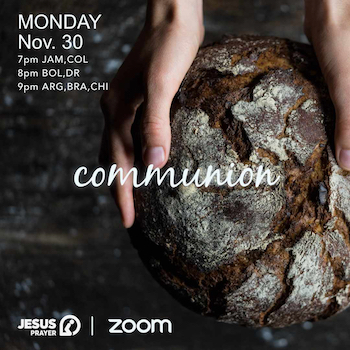 MONDAY
Nov. 30
7pm JAM,COL
8pm BOL,DR
9pm ARG,BRA,CHI
communion
JESUS
PRAYER
zoom